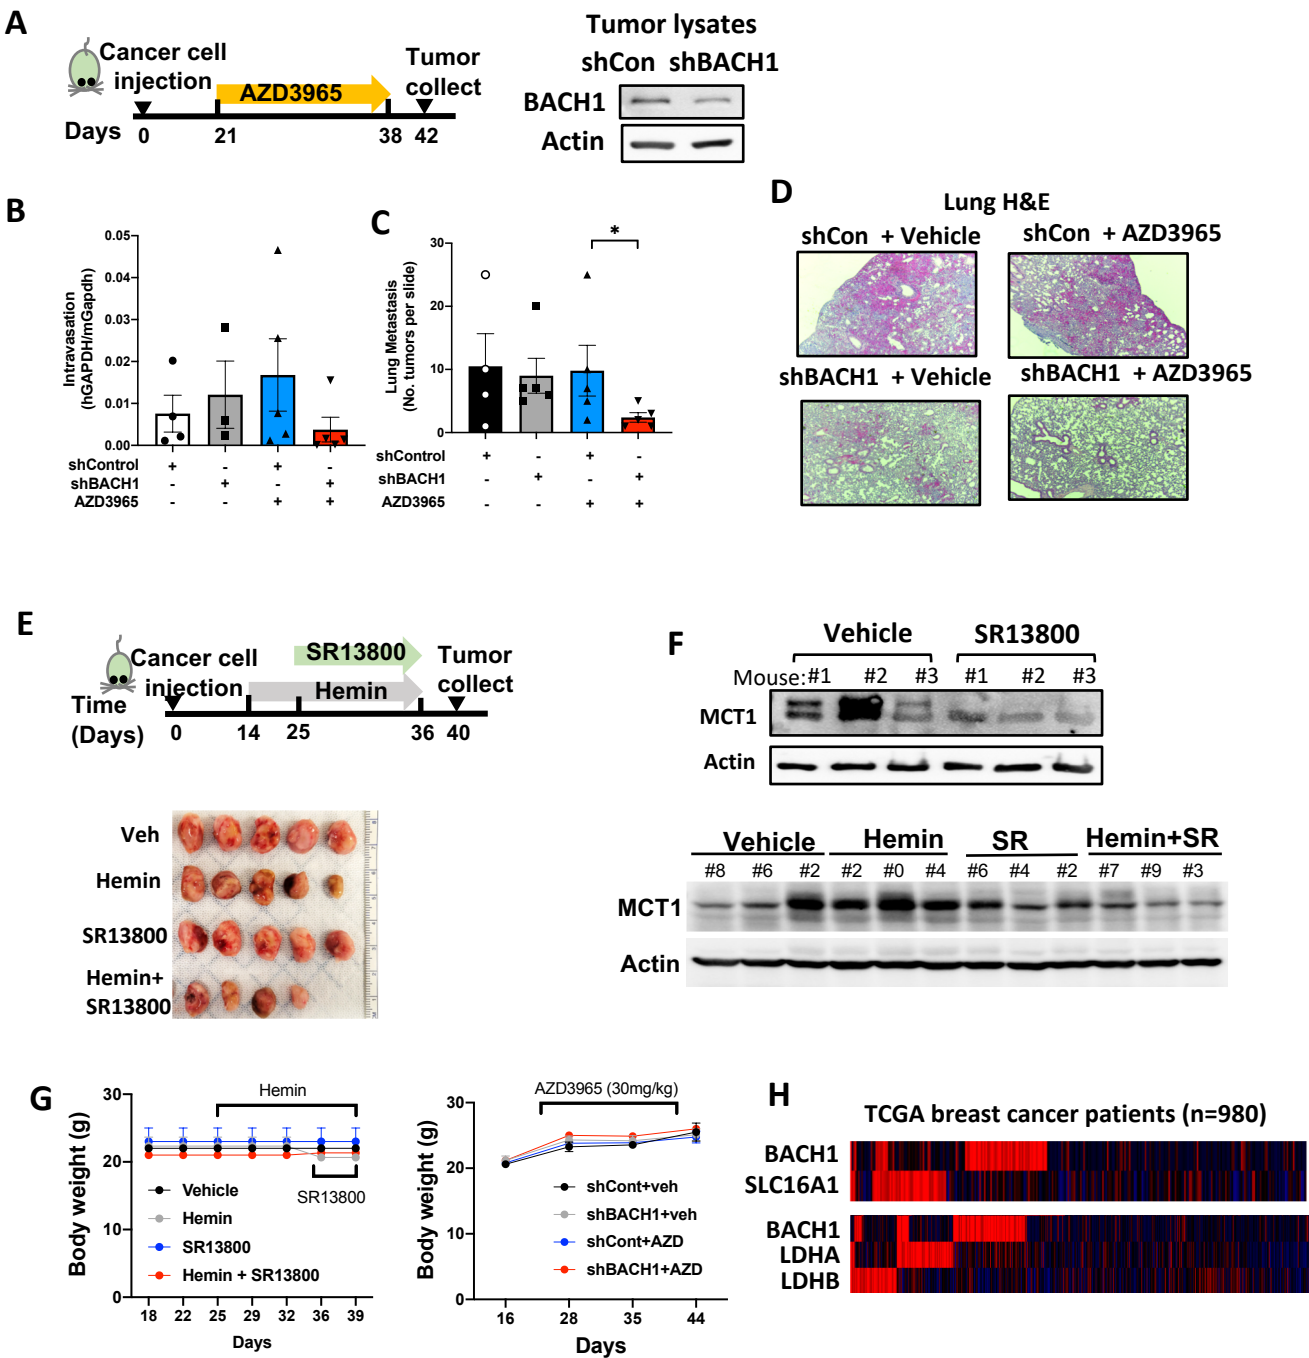 A
Cancer cell
injection
AZD3965
Tumor
collect
Days
0
21
38
42
Tumor lysates
shCon shBACH1
BACH1
Actin
B
Intravasation
(hGAPDH/mGapdh)
0.05
0.04
0.03
0.02
0.01
0.00
shControl + - + -
shBACH1 - + - +
AZD3965 - - + +
C
Lung Metastasis
(No. tumors per slide)
30
20
10
0
*
shControl + - + -
shBACH1 - + - +
AZD3965 - - + +
D
Lung H&E
shCon + Vehicle
shCon + AZD3965
shBACH1 + Vehicle
shBACH1 + AZD3965
E
Cancer cell
injection
SR13800
Hemin
Tumor
collect
Time
(Days)
0
14
25
36
40
Veh
Hemin
SR13800
Hemin+
SR13800
F
Vehicle SR13800
Mouse:#1 #2 #3 #1 #2 #3
MCT1
Actin
Vehicle Hemin SR Hemin+SR
#8 #6 #2 #2 #0 #4 #6 #4 #2 #7 #9 #3
MCT1
Actin
G
Body weight (g)
30
20
10
0
Hemin
SR13800
Vehicle
Hemin
SR13800
Hemin + SR13800
18 22 25 29 32 36 39
Days
Body weight (g)
30
20
10
0
AZD3965 (30mg/kg)
shCont+veh
shBACH1+veh
shCont+AZD
shBACH1+AZD
16 28 35 44
Days
H
TCGA breast cancer patients (n=980)
BACH1
SLC16A1
BACH1
LDHA
LDHB